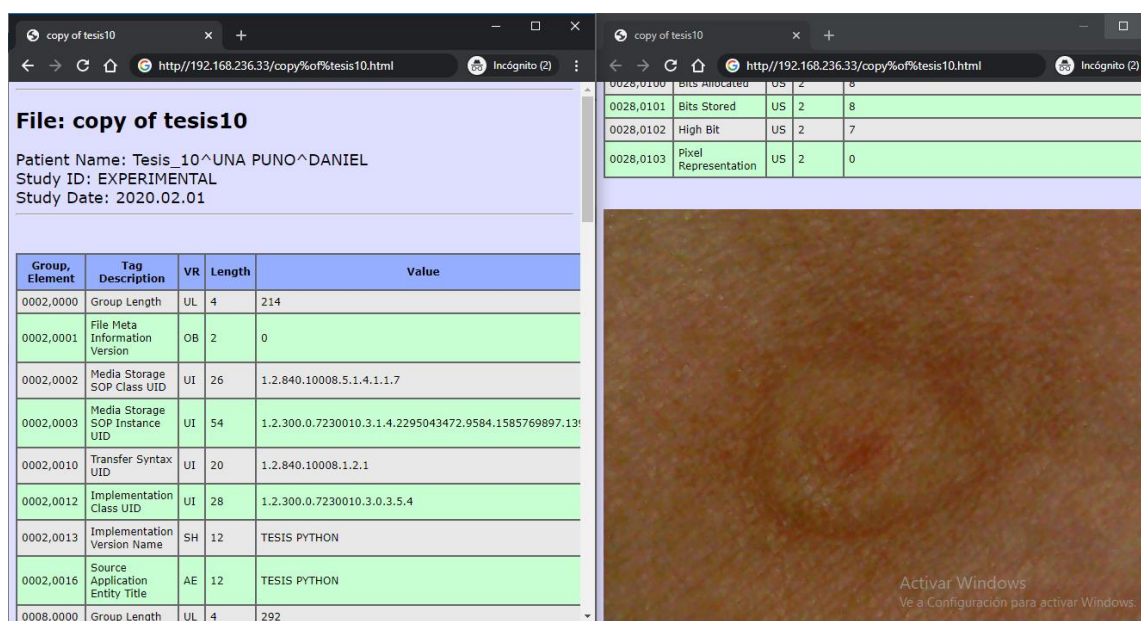 copy of tesis10
http//192.168.236.33/copy%of%tesis10.html
Incógnito (2)
File: copy of tesis10
Patient Name: Tesis_10^UNA PUNO^DANIEL
Study ID: EXPERIMENTAL
Study Date: 2020.02.01
Group, Element Tag Description VR Length Value
0002,0000 Group Length UL 4 214
0002,0001 File Meta Information Version OB 2 0
0002,0002 Media Storage SOP Class UID UI 26 1.2.840.10008.5.1.4.1.1.7
0002,0003 Media Storage SOP Instance UID UI 54 1.2.300.0.7230010.3.1.4.2295043472.9584.1585769897.139
0002,0010 Transfer Syntax UID UI 20 1.2.840.10008.1.2.1
0002,0012 Implementation Class UID UI 28 1.2.300.0.7230010.3.0.3.5.4
0002,0013 Implementation Version Name SH 12 TESIS PYTHON
0002,0016 Source Application Entity Title AE 12 TESIS PYTHON
0008,0000 Group Length UL 4 292
copy of tesis10
http//192.168.236.33/copy%of%tesis10.html
Incógnito (2)
0028,0100 Bits Allocated US 2 8
0028,0101 Bits Stored US 2 8
0028,0102 High Bit US 2 7
0028,0103 Pixel Representation US 2 0
Activar Windows
Ve a Configuración para activar Windows.